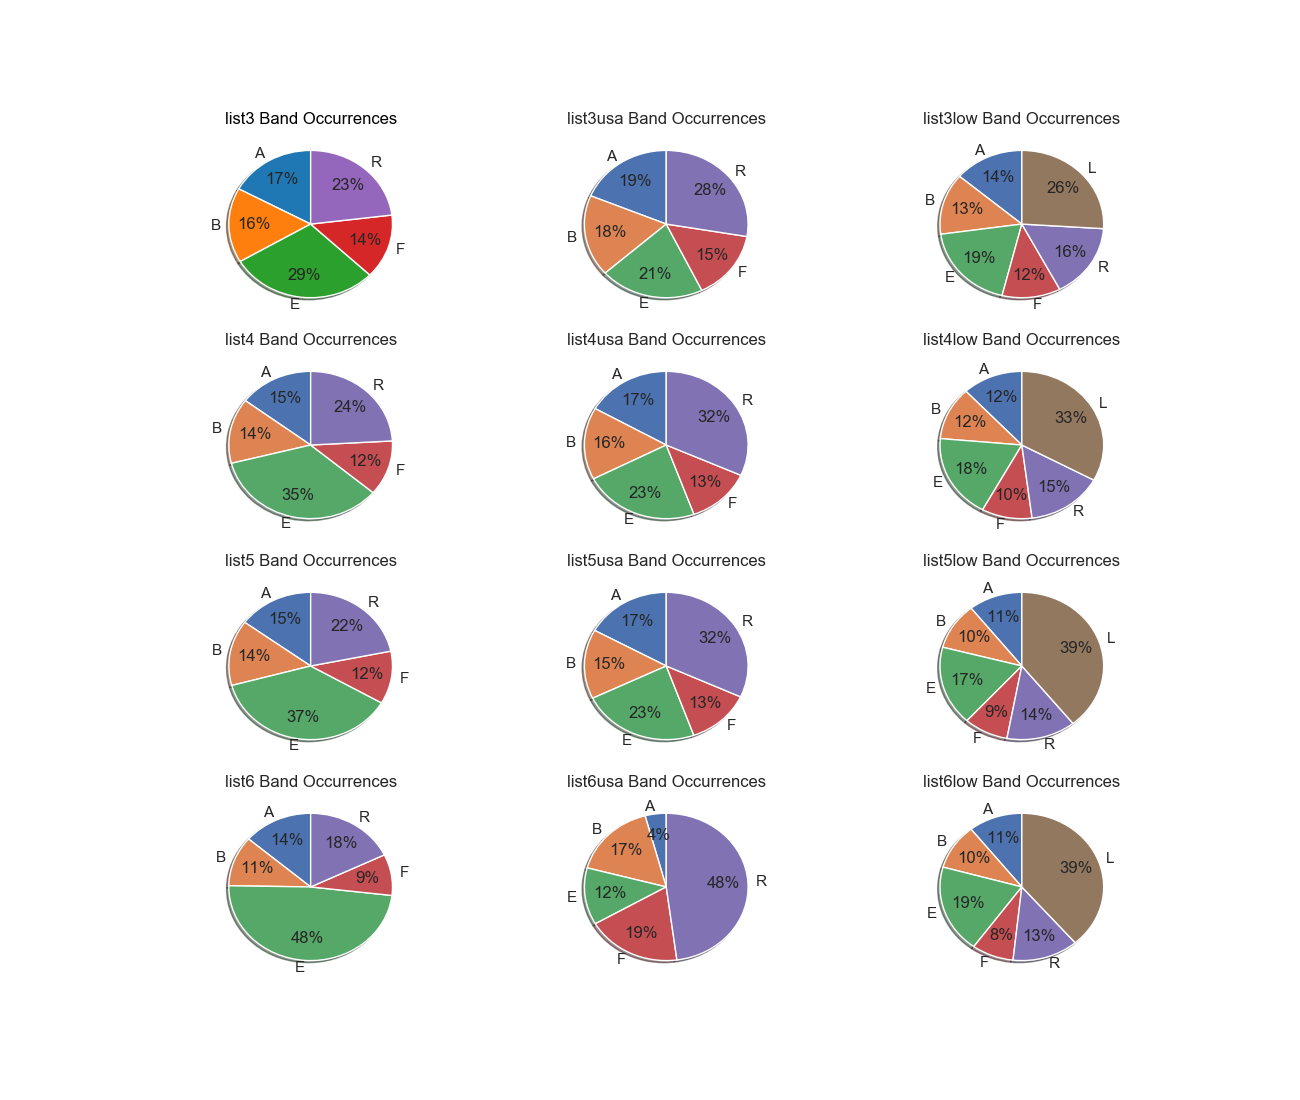 list3 Band Occurrences
A
17%
R
23%
B
16%
F
14%
29%
E
list3usa Band Occurrences
A
19%
R
28%
B
18%
F
15%
21%
E
list3low Band Occurrences
A
14%
L
26%
B
13%
R
16%
E
19%
12%
F
list4 Band Occurrences
A
15%
R
24%
B
14%
F
12%
35%
E
list4usa Band Occurrences
A
17%
R
32%
B
16%
F
13%
23%
E
list4low Band Occurrences
A
12%
L
33%
B
12%
E
18%
R
15%
10%
F
list5 Band Occurrences
A
15%
R
22%
B
14%
F
12%
37%
E
list5usa Band Occurrences
A
17%
R
32%
B
15%
F
13%
23%
E
list5low Band Occurrences
A
11%
L
39%
B
10%
E
17%
F
9%
R
14%
list6 Band Occurrences
A
14%
R
18%
B
11%
F
9%
48%
E
list6usa Band Occurrences
A
4%
B
17%
R
48%
E
12%
F
19%
list6low Band Occurrences
A
11%
L
39%
B
10%
E
19%
F
8%
R
13%